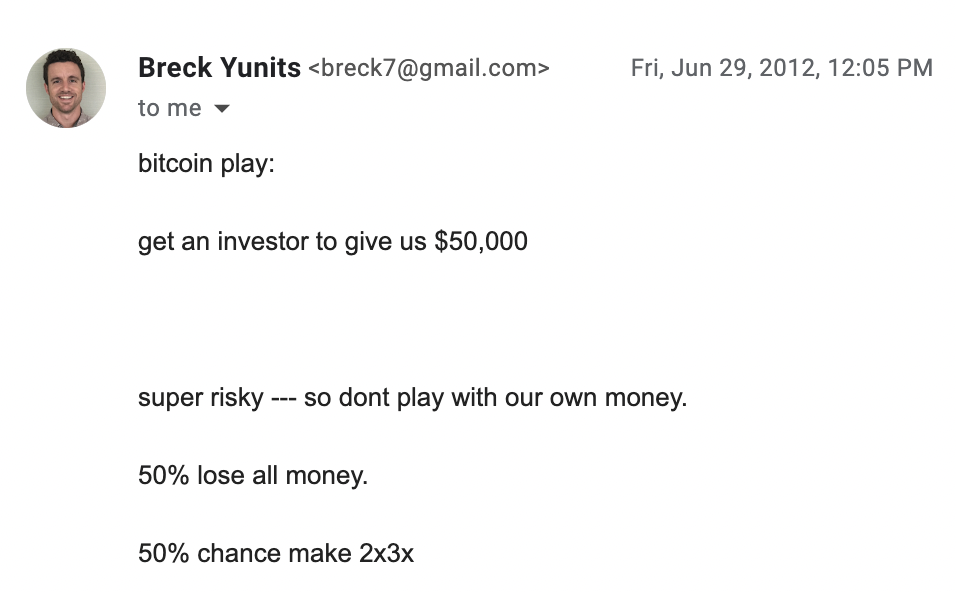 Breck Yunits <breck7@gmail.com> Fri, Jun 29, 2012, 12:05 PM
to me
bitcoin play:
get an investor to give us $50,000
super risky --- so dont play with our own money.
50% lose all money.
50% chance make 2x3x